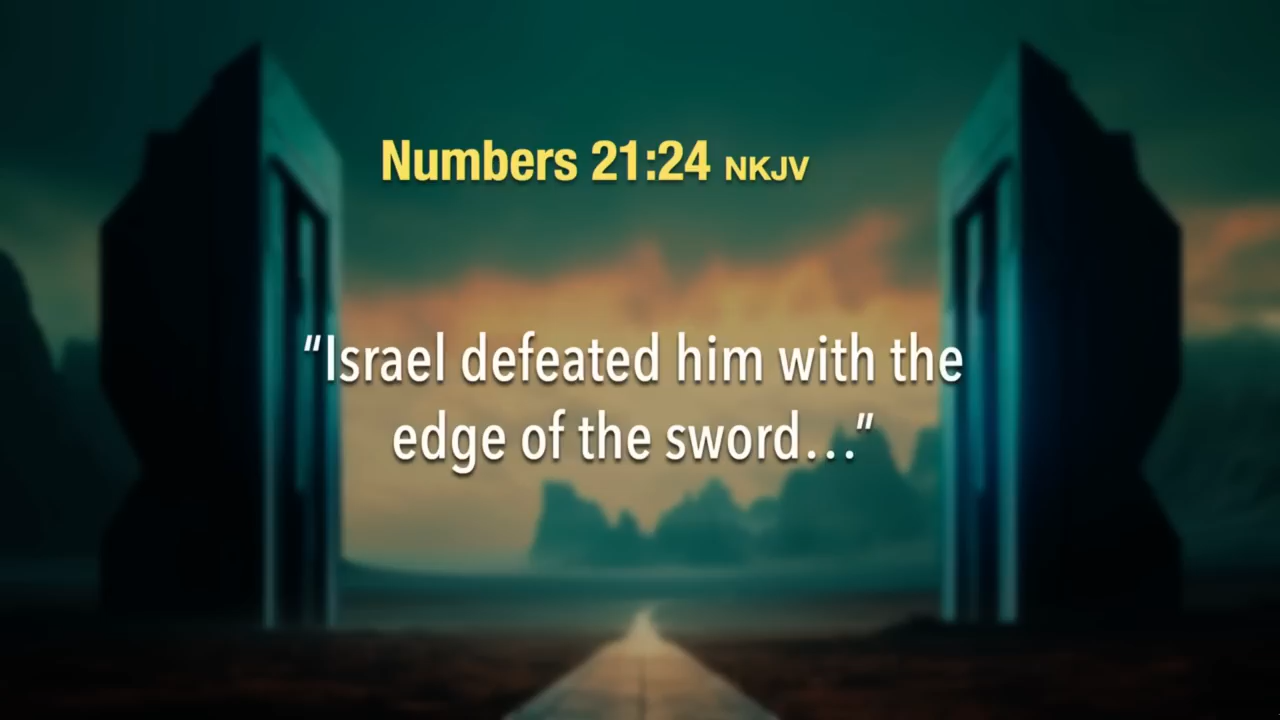 Numbers 21:24 NKJV
“Israel defeated him with the
edge of the sword…”